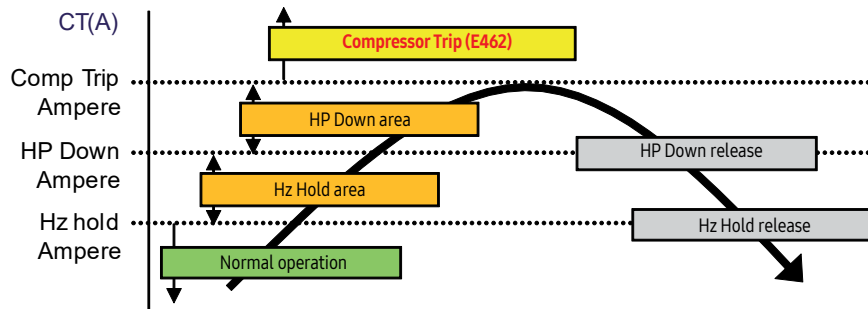 CT(A)
Compressor Trip (E462)
Comp Trip
Ampere
HP Down area
HP Down
Ampere
HP Down release
Hz Hold area
Hz hold
Ampere
Hz Hold release
Normal operation